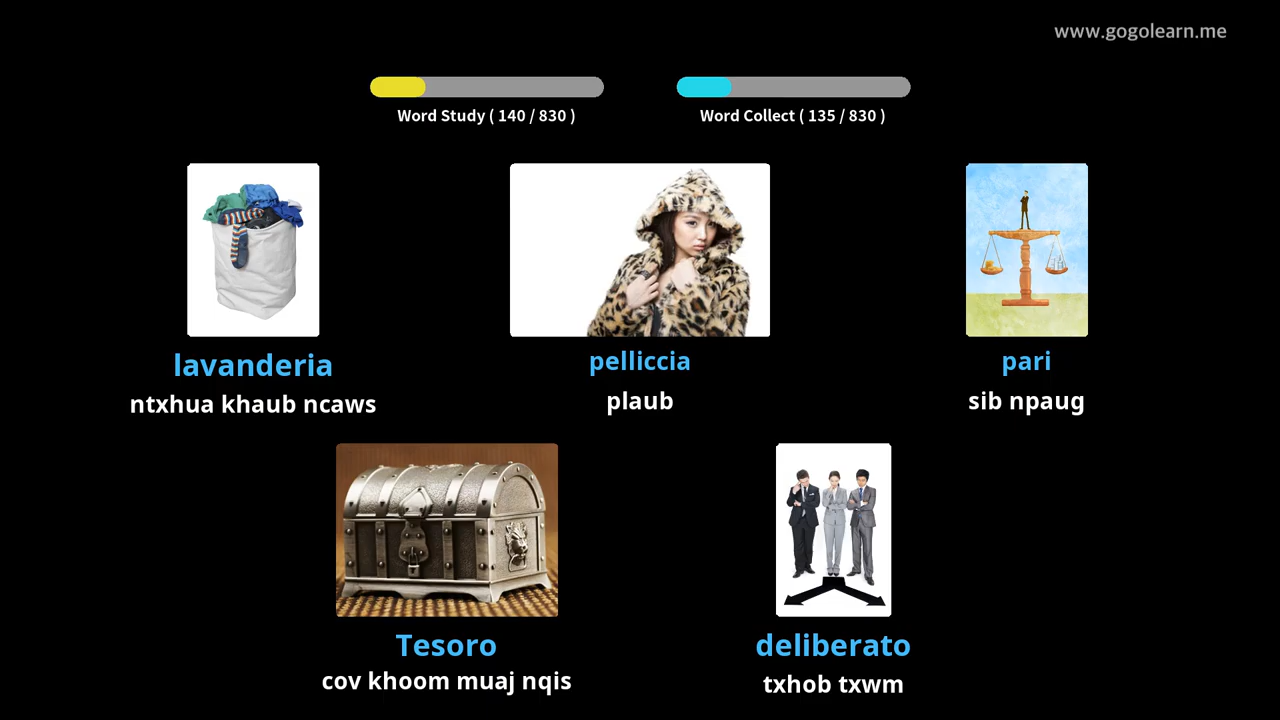 www.gogolearn.me
Word Study ( 140 / 830 )
Word Collect ( 135 / 830 )
lavanderia
ntxhua khaub ncaws
pelliccia
plaub
pari
sib npaug
Tesoro
cov khoom muaj nqis
deliberato
txhob txwm